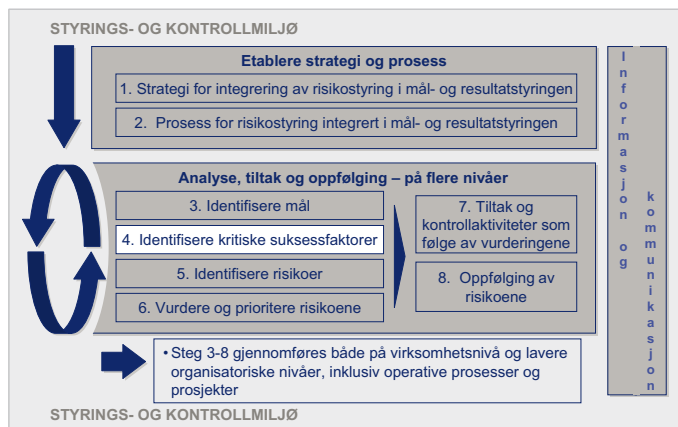 STYRINGS- OG KONTROLLMILJØ
Etablere strategi og prosess
1. Strategi for integrering av risikostyring i mål- og resultatstyringen
2. Prosess for risikostyring integrert i mål- og resultatstyringen
Analyse, tiltak og oppfølging – på flere nivåer
3. Identifisere mål
4. Identifisere kritiske suksessfaktorer
5. Identifisere risikoer
6. Vurdere og prioritere risikoene
7. Tiltak og
kontrollaktiviteter som
følge av vurderingene
8. Oppfølging av
risikoene
• Steg 3-8 gjennomføres både på virksomhetsnivå og lavere
organisatoriske nivåer, inklusiv operative prosesser og
prosjekter
Informasjon og
kommunikasjon
STYRINGS- OG KONTROLLMILJØ